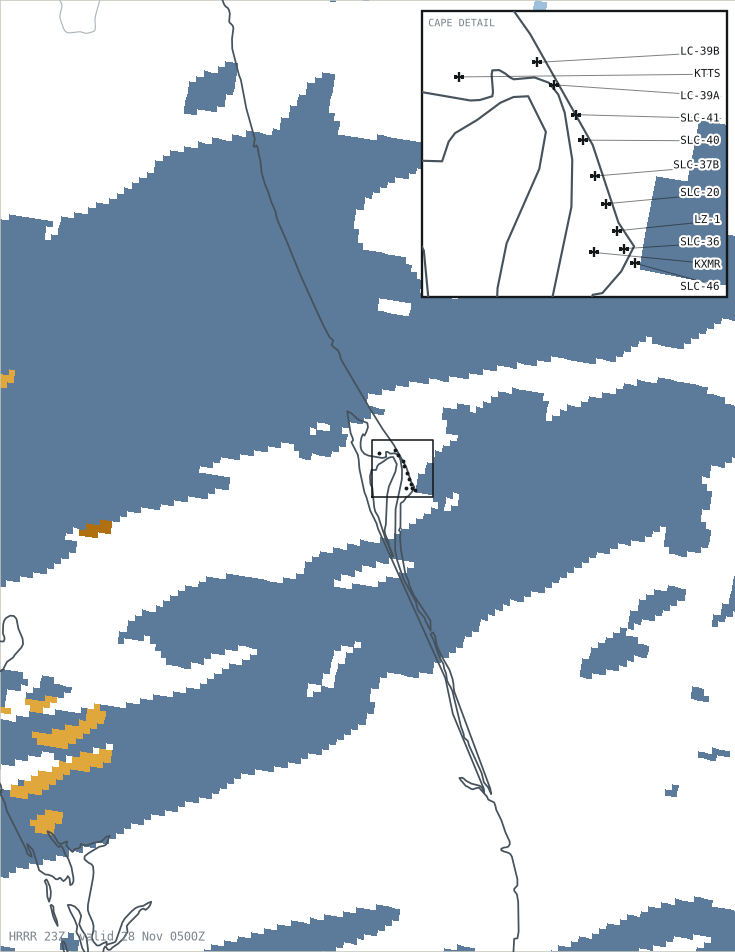 CAPE DETAIL
LC-39B
KTTS
LC-39A
SLC-41
SLC-40
SLC-37B
SLC-20
LZ-1
SLC-36
KXMR
SLC-46
HRRR 23Z valid 28 Nov 0500Z